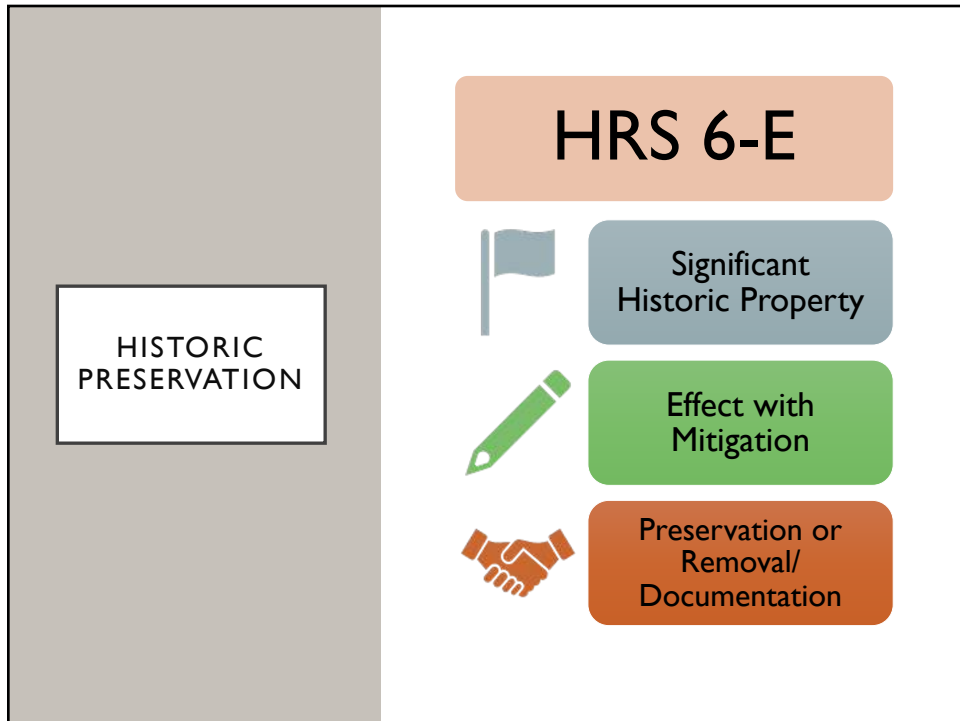 HISTORIC
PRESERVATION
HRS 6-E
Significant
Historic Property
Effect with
Mitigation
Preservation or
Removal/
Documentation